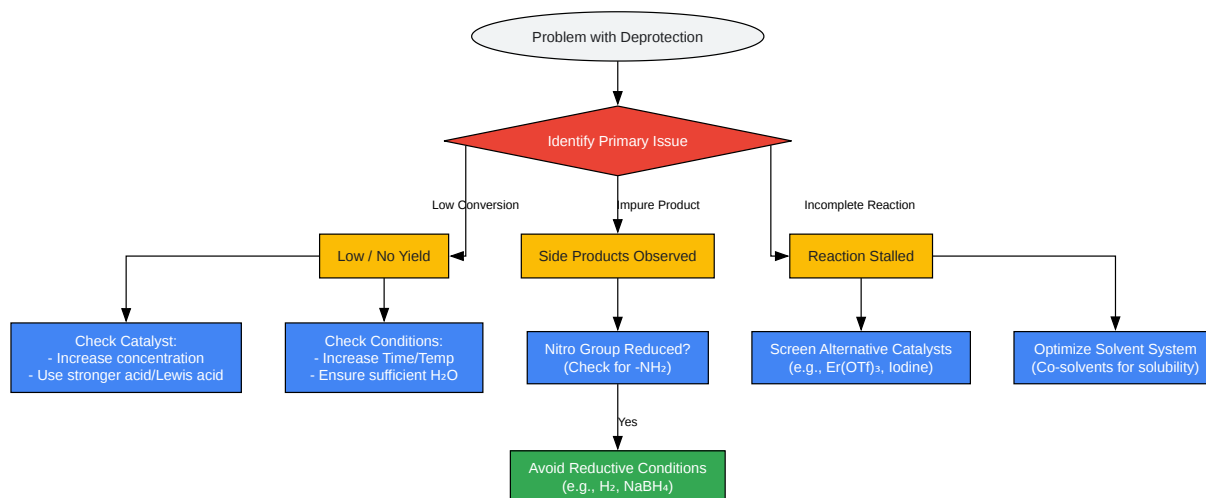 Problem with Deprotection
Identify Primary Issue
Low Conversion
Impure Product
Incomplete Reaction
Low / No Yield
Side Products Observed
Reaction Stalled
Check Catalyst:
- Increase concentration
- Use stronger acid/Lewis acid
Check Conditions:
- Increase Time/Temp
- Ensure sufficient H₂O
Nitro Group Reduced?
(Check for -NH₂)
Screen Alternative Catalysts
(e.g., Er(OTf)₃, Iodine)
Optimize Solvent System
(Co-solvents for solubility)
Yes
Avoid Reductive Conditions
(e.g., H₂, NaBH₄)